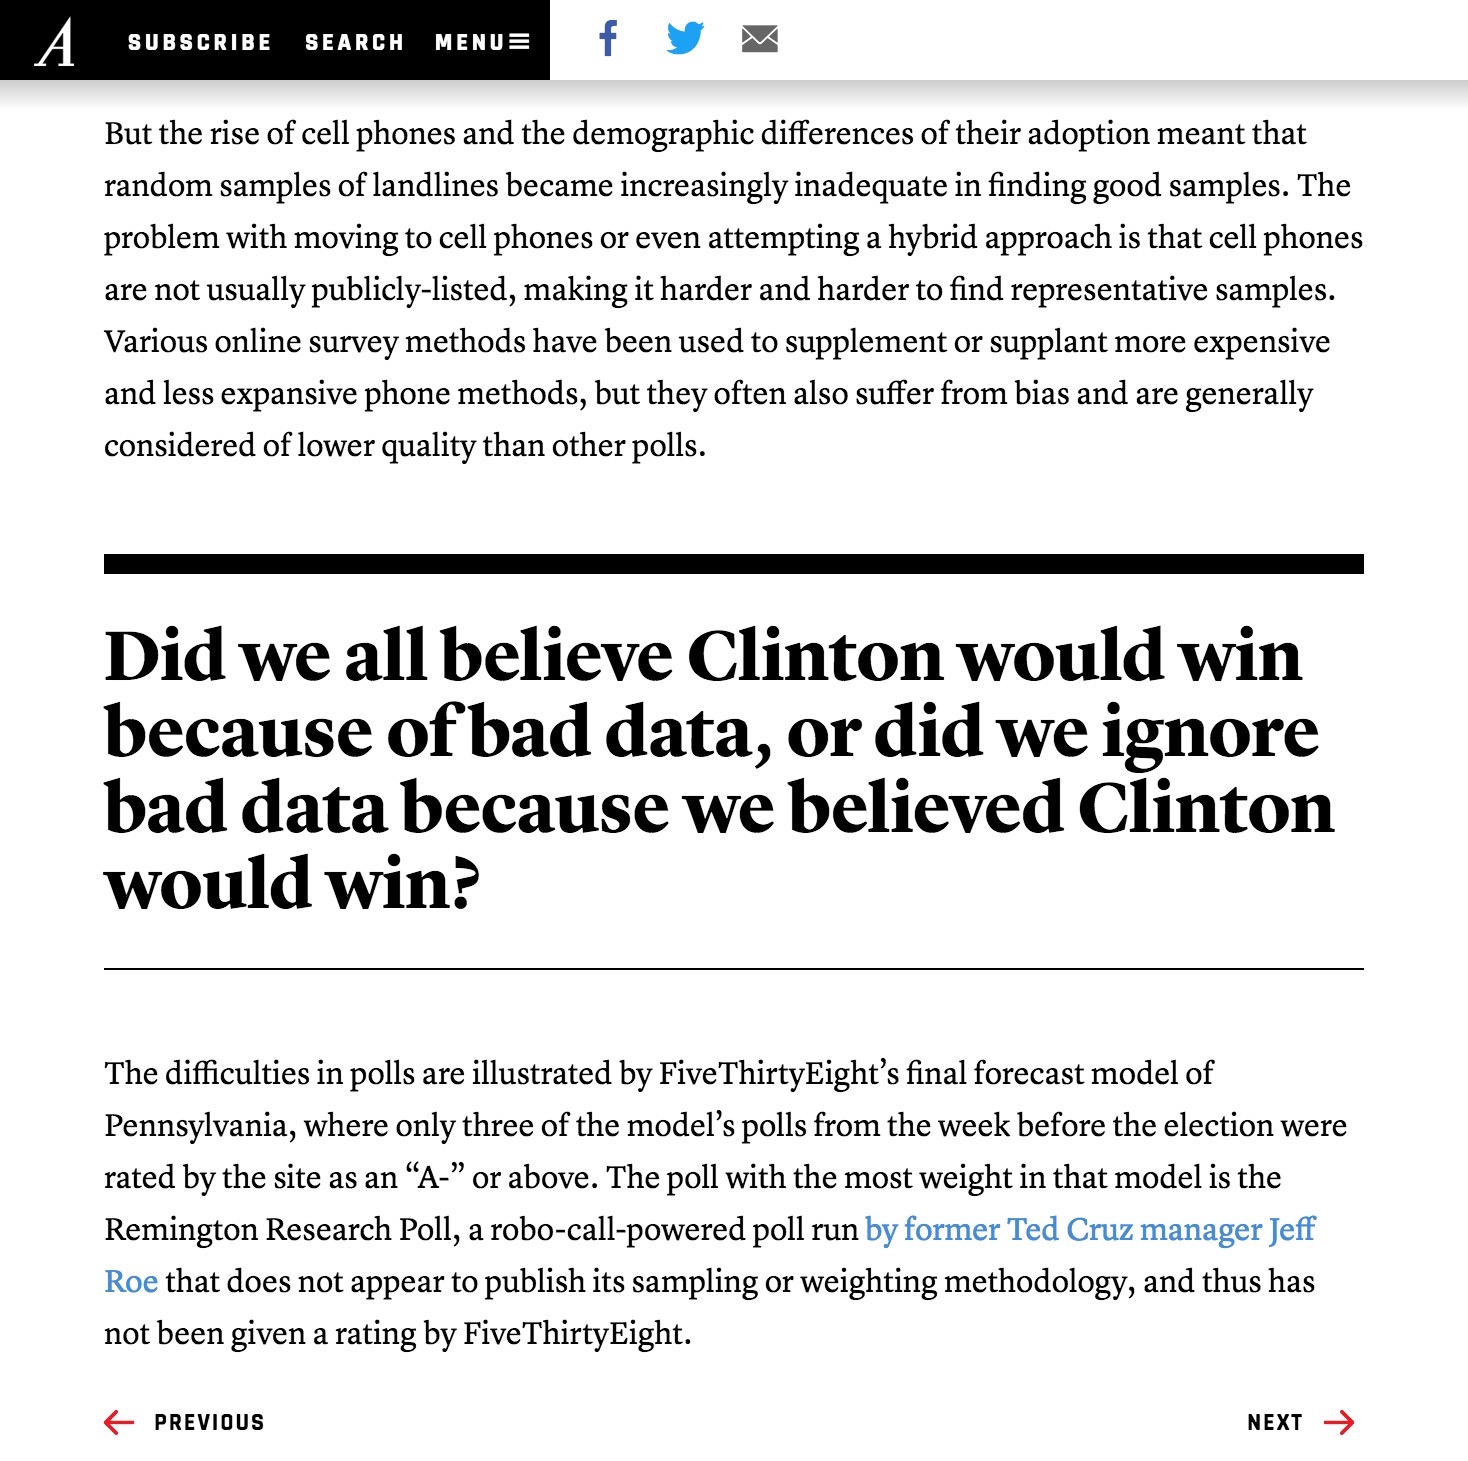 A SUBSCRIBE SEARCH MENU
But the rise of cell phones and the demographic differences of their adoption meant that
random samples of landlines became increasingly inadequate in finding good samples. The
problem with moving to cell phones or even attempting a hybrid approach is that cell phones
are not usually publicly-listed, making it harder and harder to find representative samples.
Various online survey methods have been used to supplement or supplant more expensive
and less expansive phone methods, but they often also suffer from bias and are generally
considered of lower quality than other polls.
Did we all believe Clinton would win
because of bad data, or did we ignore
bad data because we believed Clinton
would win?
The difficulties in polls are illustrated by FiveThirtyEight’s final forecast model of
Pennsylvania, where only three of the model’s polls from the week before the election were
rated by the site as an “A-” or above. The poll with the most weight in that model is the
Remington Research Poll, a robo-call-powered poll run by former Ted Cruz manager Jeff
Roe that does not appear to publish its sampling or weighting methodology, and thus has
not been given a rating by FiveThirtyEight.
PREVIOUS NEXT